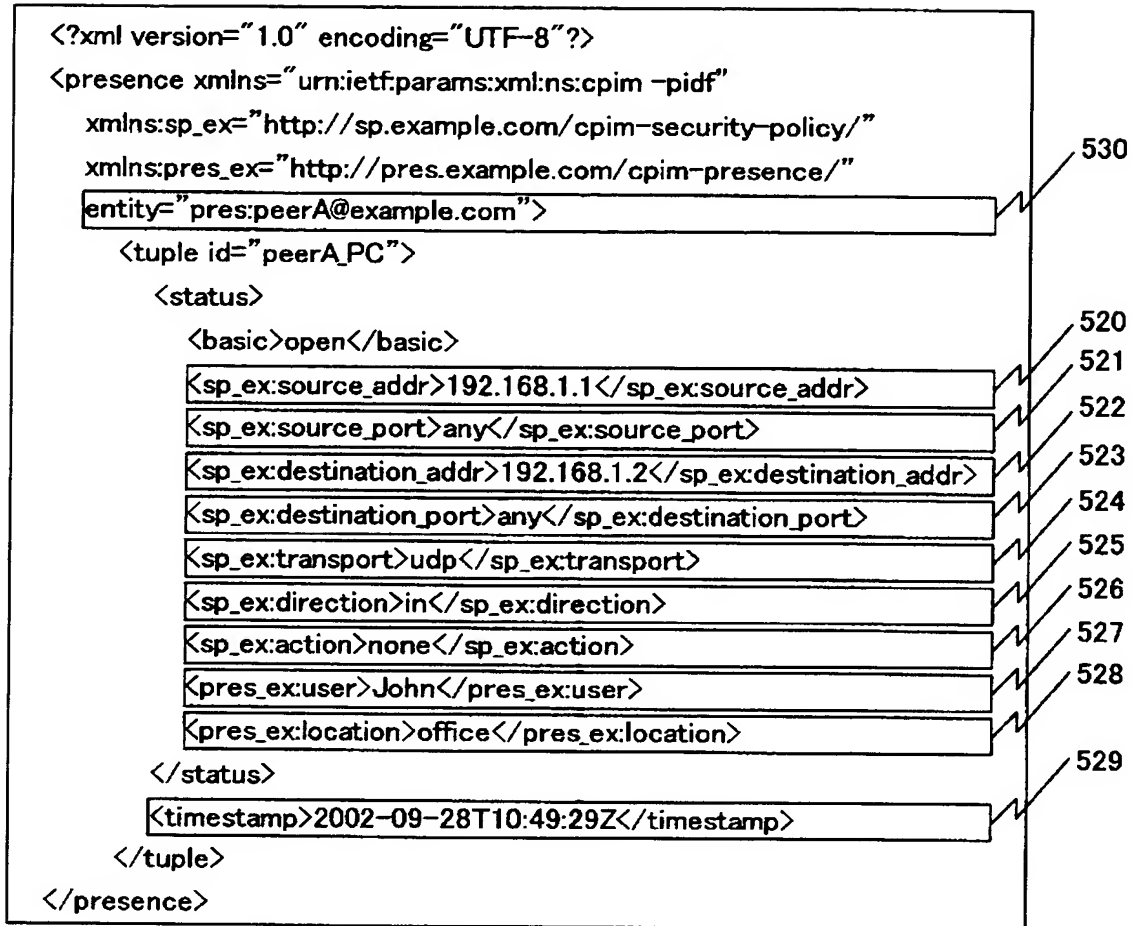 <?xml version="1.0" encoding="UTF-8"?>
<presence xmlns="urn:ietf:params:xml:ns:cpim -pidf"
xmlns:sp_ex="http://sp.example.com/cpim-security-policy/"
xmlns:pres_ex="http://pres.example.com/cpim-presence/"
530
entity="pres:peerA@example.com">
<tuple id="peerA_PC">
<status>
<basic>open</basic>
520
<sp_ex:source_addr>192.168.1.1</sp_ex:source_addr>
521
<sp_ex:source_port>any</sp_ex:source_port>
522
<sp_ex:destination_addr>192.168.1.2</sp_ex:destination_addr>
523
<sp_ex:destination_port>any</sp_ex:destination_port>
524
<sp_ex:transport>udp</sp_ex:transport>
525
<sp_ex:direction>in</sp_ex:direction>
526
<sp_ex:action>none</sp_ex:action>
527
<pres_ex:user>John</pres_ex:user>
528
<pres_ex:location>office</pres_ex:location>
</status>
529
<timestamp>2002-09-28T10:49:29Z</timestamp>
</tuple>
</presence>